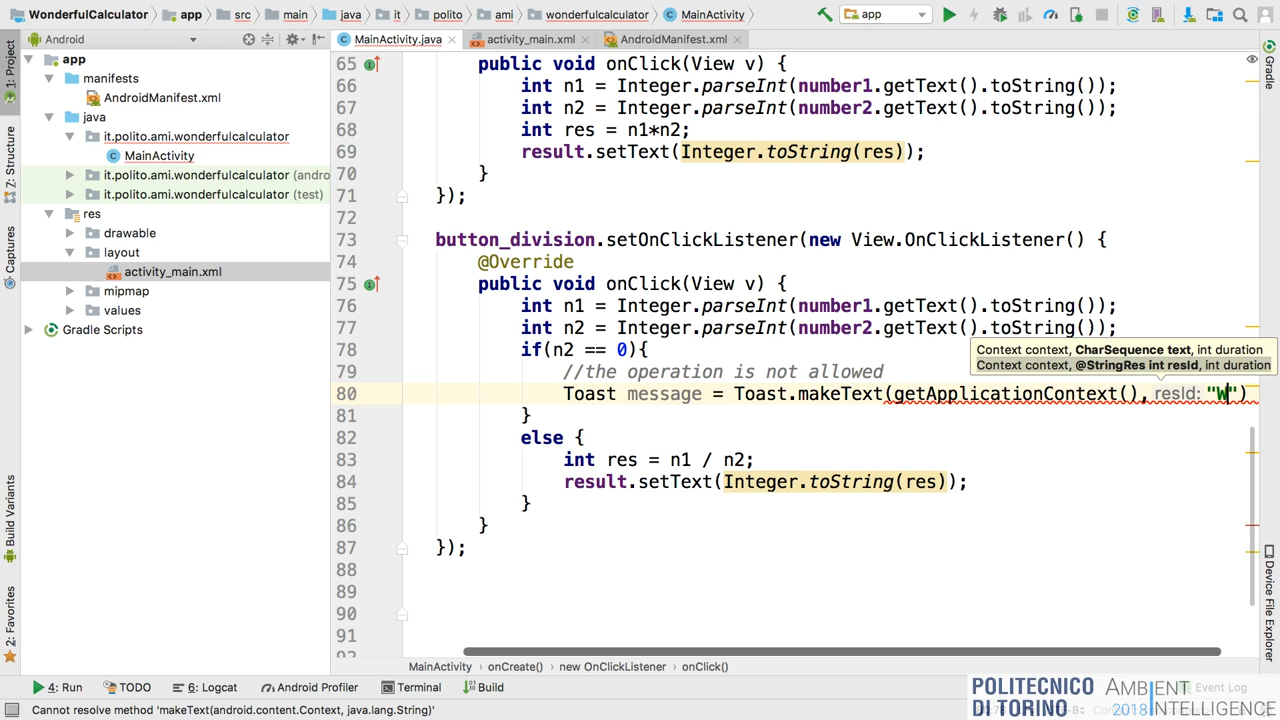 WonderfulCalculator app src main java it polito ami wonderfulcalculator MainActivity app
Android MainActivity.java activity_main.xml AndroidManifest.xml
1: Project
Z: Structure
Captures
Build Variants
2: Favorites
app
manifests
AndroidManifest.xml
java
it.polito.ami.wonderfulcalculator
MainActivity
it.polito.ami.wonderfulcalculator (andro
it.polito.ami.wonderfulcalculator (test)
res
drawable
layout
activity_main.xml
mipmap
values
Gradle Scripts
65 public void onClick(View v) {
66 int n1 = Integer.parseInt(number1.getText().toString());
67 int n2 = Integer.parseInt(number2.getText().toString());
68 int res = n1*n2;
69 result.setText(Integer.toString(res));
70 }
71 });
72
73 button_division.setOnClickListener(new View.OnClickListener() {
74 @Override
75 public void onClick(View v) {
76 int n1 = Integer.parseInt(number1.getText().toString());
77 int n2 = Integer.parseInt(number2.getText().toString());
78 if(n2 == 0){
Context context, CharSequence text, int duration
Context context, @StringRes int resId, int duration
79 //the operation is not allowed
80 Toast message = Toast.makeText(getApplicationContext(), resId: "W")
81 }
82 else {
83 int res = n1 / n2;
84 result.setText(Integer.toString(res));
85 }
86 }
87 });
88
89
90
91
92
Gradle
Device File Explorer
MainActivity onCreate() new OnClickListener onClick()
4: Run TODO 6: Logcat Android Profiler Terminal Build Event Log
Cannot resolve method 'makeText(android.content.Context, java.lang.String)'
POLITECNICO
DI TORINO
AMBIENT
2018 INTELLIGENCE